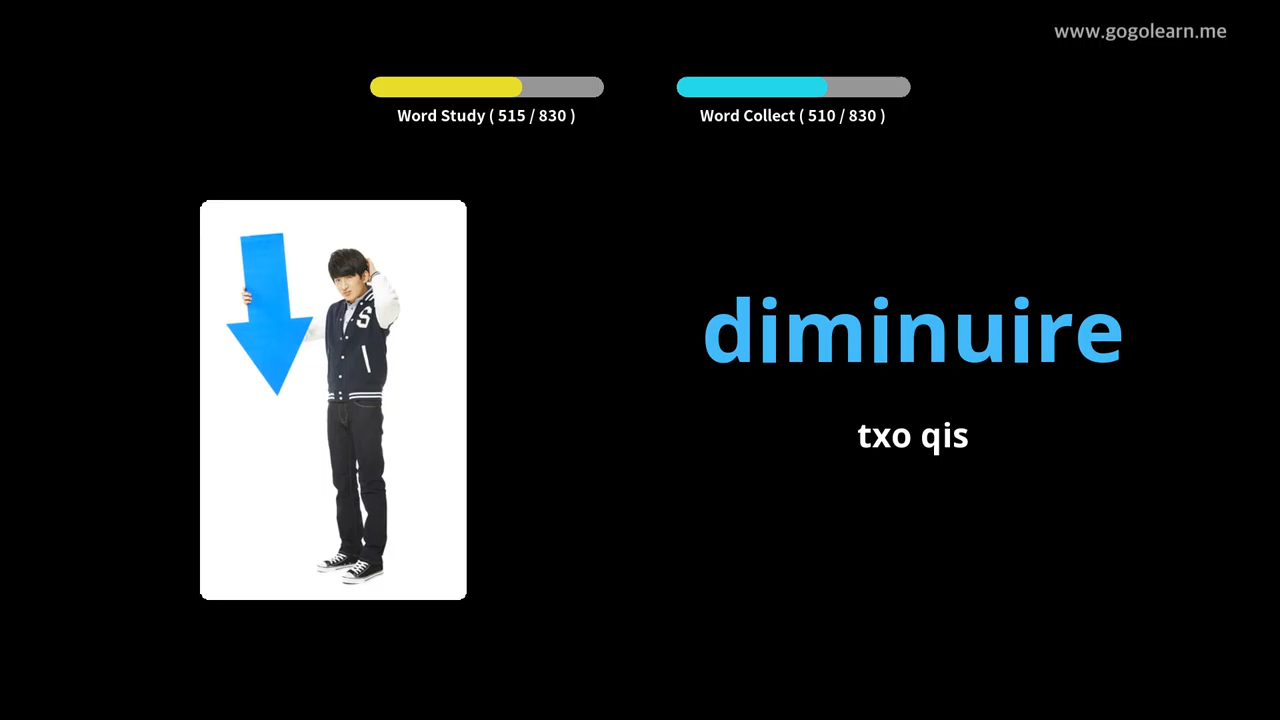 www.gogolearn.me
Word Study ( 515 / 830 )
Word Collect ( 510 / 830 )
S
diminuire
txo qis